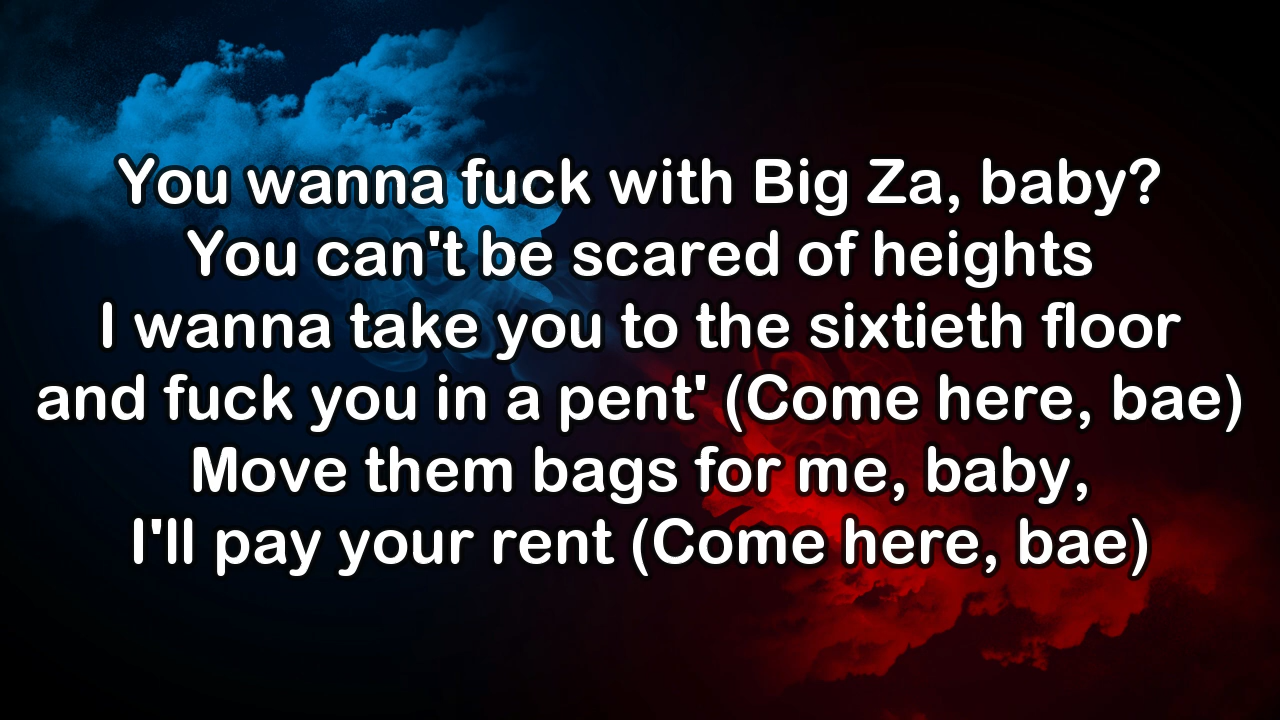 You wanna fuck with Big Za, baby?
You can't be scared of heights
I wanna take you to the sixtieth floor
and fuck you in a pent' (Come here, bae)
Move them bags for me, baby,
I'll pay your rent (Come here, bae)